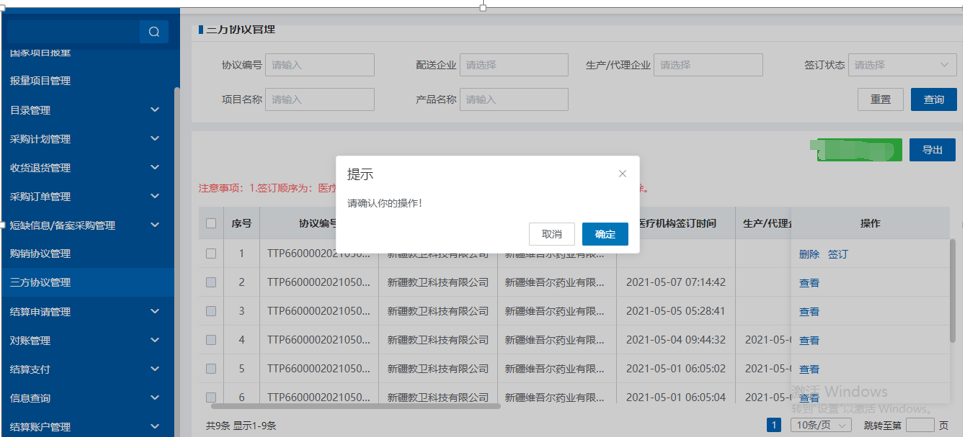 三方协议管理
国家项目报量
报量项目管理
目录管理
采购计划管理
收货退货管理
采购订单管理
短缺信息/备案采购管理
购销协议管理
三方协议管理
结算申请管理
对账管理
结算支付
信息查询
结算账户管理
协议编号 请输入 配送企业 请选择 生产/代理企业 请选择 签订状态 请选择
项目名称 请输入 产品名称 请输入 重置 查询
导出
注意事项：1.签订顺序为：医疗
提示
请确认你的操作!
取消 确定
序号 协议编号 医疗机构签订时间 生产/代理企 操作
1 TTP6600002021050... 新疆教卫科技有限公司 新疆维吾尔药业有限... 删除 签订
2 TTP6600002021050... 新疆教卫科技有限公司 新疆维吾尔药业有限... 2021-05-07 07:14:42 查看
3 TTP6600002021050... 新疆教卫科技有限公司 新疆维吾尔药业有限... 2021-05-05 05:28:41 查看
4 TTP6600002021050... 新疆教卫科技有限公司 新疆维吾尔药业有限... 2021-05-04 09:44:32 2021-05-0 查看
5 TTP6600002021050... 新疆教卫科技有限公司 新疆维吾尔药业有限... 2021-05-01 06:05:02 2021-05-0 查看
6 TTP6600002021050... 新疆教卫科技有限公司 新疆维吾尔药业有限... 2021-05-01 06:05:04 2021-05-0 查看
激活 Windows
转到"设置"以激活 Windows。
共9条 显示1-9条 1 10条/页 跳转至第 页